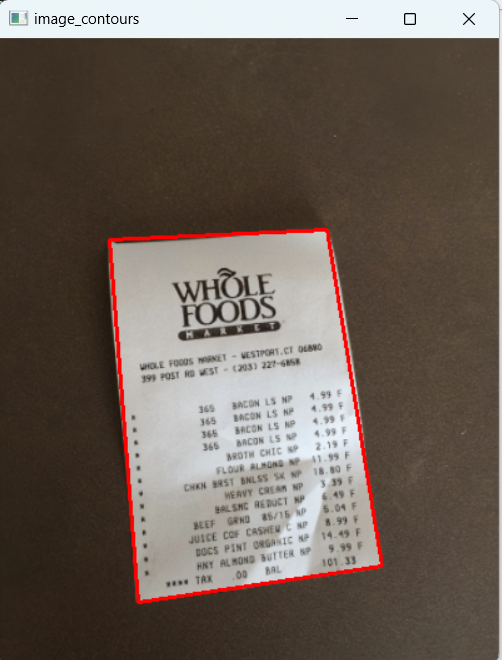 image_contours
WHOLE
FOODS
MARKET
WHOLE FOODS MARKET - WESTPORT,CT 06880
399 POST RD WEST - (203) 227-6858
365 BACON LS NP 4.99 F
365 BACON LS NP 4.99 F
365 BACON LS NP 4.99 F
365 BACON LS NP 4.99 F
BROTH CHIC NP 2.19 F
FLOUR ALMOND NP 11.99 F
CHKN BRST BNLSS SK NP 18.80 F
HEAVY CREAM NP 3.39 F
BALSMC REDUCT NP 6.49 F
BEEF GRND 85/15 NP 5.04 F
JUICE COF CASHEW C NP 8.99 F
DOCS PINT ORGANIC NP 14.49 F
HNY ALMOND BUTTER NP 9.99 F
**** TAX .00 BAL 101.33